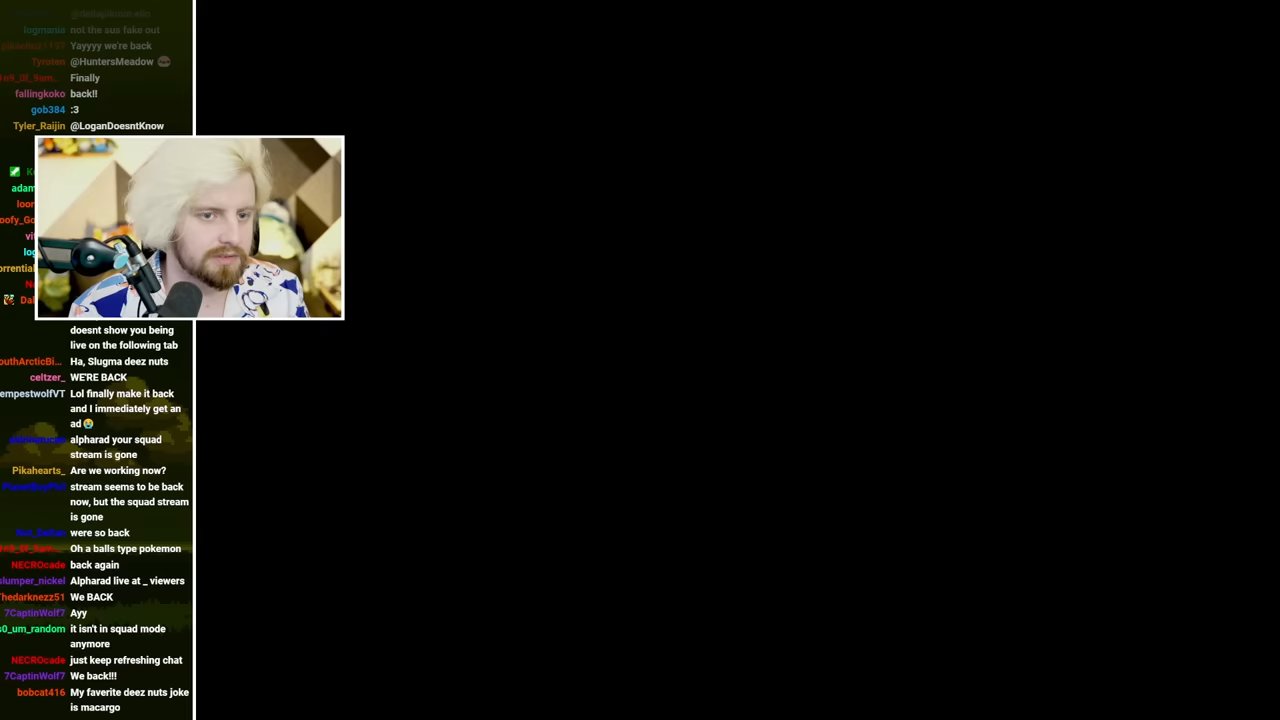 logmania not the sus fake out
Yayyyy we're back
Tyroten @HuntersMeadow
Finally
fallingkoko back!!
gob384 :3
Tyler_Raijin @LoganDoesntKnow
doesnt show you being
live on the following tab
outhArcticBi... Ha, Slugma deez nuts
celtzer_ WE'RE BACK
empestwolfVT Lol finally make it back
and I immediately get an
ad
alpharad your squad
stream is gone
Pikahearts_ Are we working now?
stream seems to be back
now, but the squad stream
is gone
were so back
Oh a balls type pokemon
NECROcade back again
lumper_nickel Alpharad live at _ viewers
hedarknezz51 We BACK
7CaptinWolf7 Ayy
s0_um_random it isn't in squad mode
anymore
NECROcade just keep refreshing chat
7CaptinWolf7 We back!!!
bobcat416 My faverite deez nuts joke
is macargo